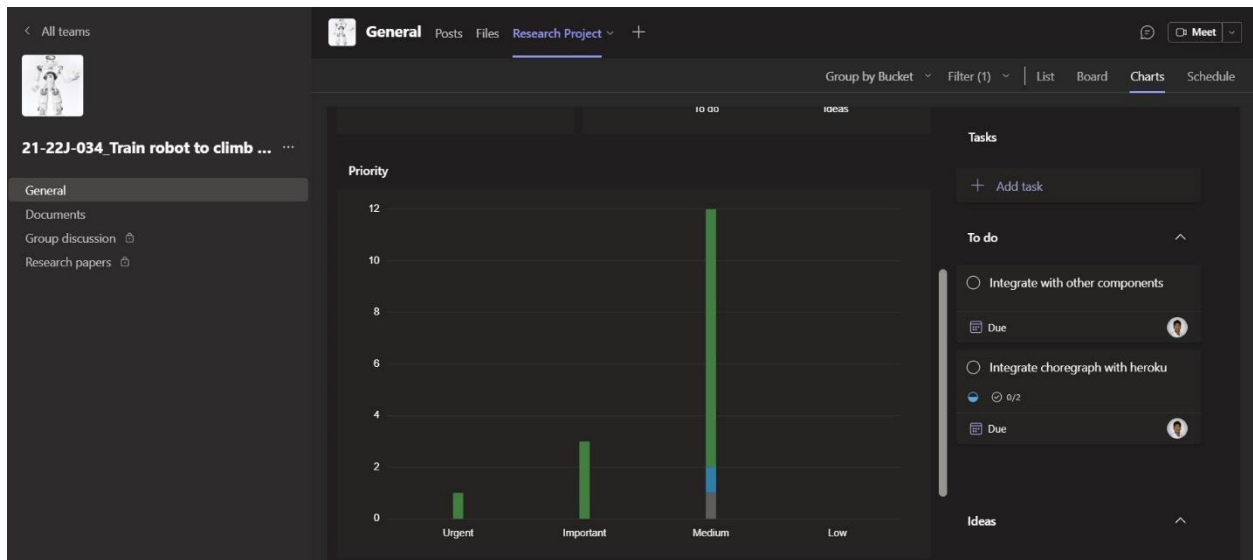 All teams
21-22J-034_Train robot to climb ...
General
Documents
Group discussion
Research papers
General Posts Files Research Project
Meet
Group by Bucket Filter (1) List Board Charts Schedule
To do Ideas
Priority
12
10
8
6
4
2
0
Urgent Important Medium Low
Tasks
Add task
To do
Integrate with other components
Due
Integrate choregraph with heroku
0/2
Due
Ideas